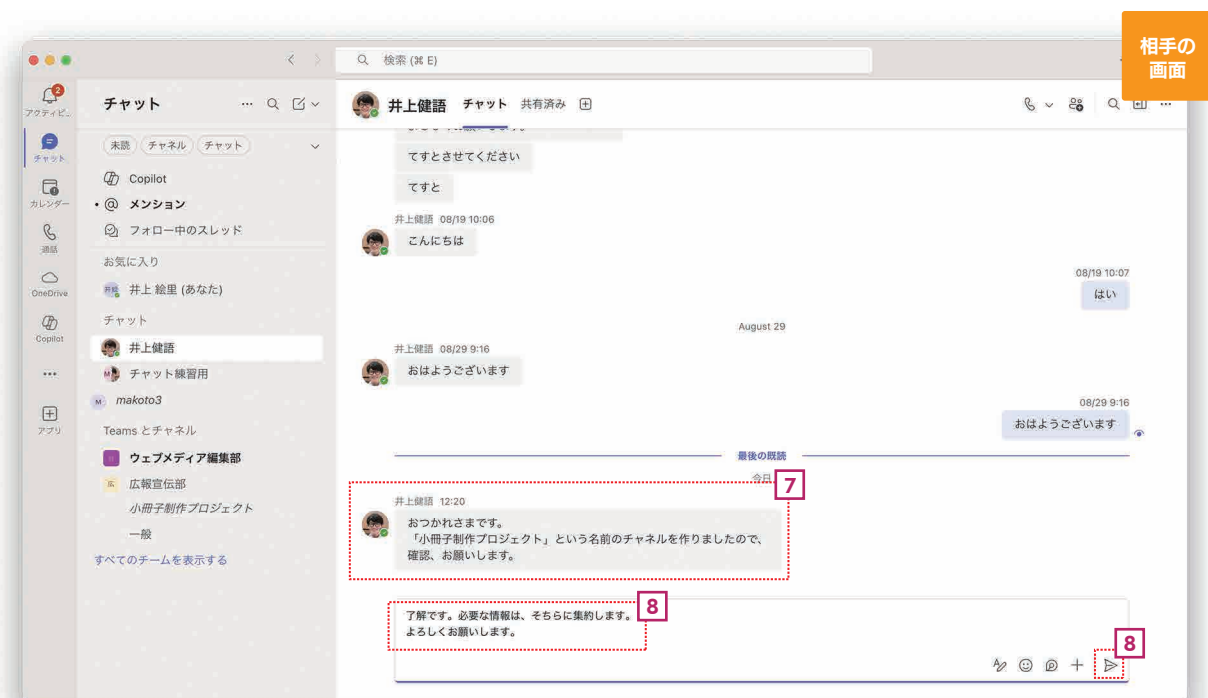 相手の
画面
検索 (⌘ E)
2
アクティビ...
チャット
カレンダー
通話
OneDrive
Copilot
アプリ
チャット
未読
チャネル
チャット
Copilot
メンション
フォロー中のスレッド
お気に入り
井上 絵里 (あなた)
チャット
井上健語
チャット練習用
M
makoto3
Teams とチャネル
ウェブメディア編集部
広
広報宣伝部
小冊子制作プロジェクト
一般
すべてのチームを表示する
井上健語
チャット
共有済み
てすとさせてください
てすと
井上健語 08/19 10:06
こんにちは
08/19 10:07
はい
August 29
井上健語 08/29 9:16
おはようございます
08/29 9:16
おはようございます
最後の既読
今日
7
井上健語 12:20
おつかれさまです。
「小冊子制作プロジェクト」という名前のチャネルを作りましたので、
確認、お願いします。
了解です。必要な情報は、そちらに集約します。
よろしくお願いします。
8
8